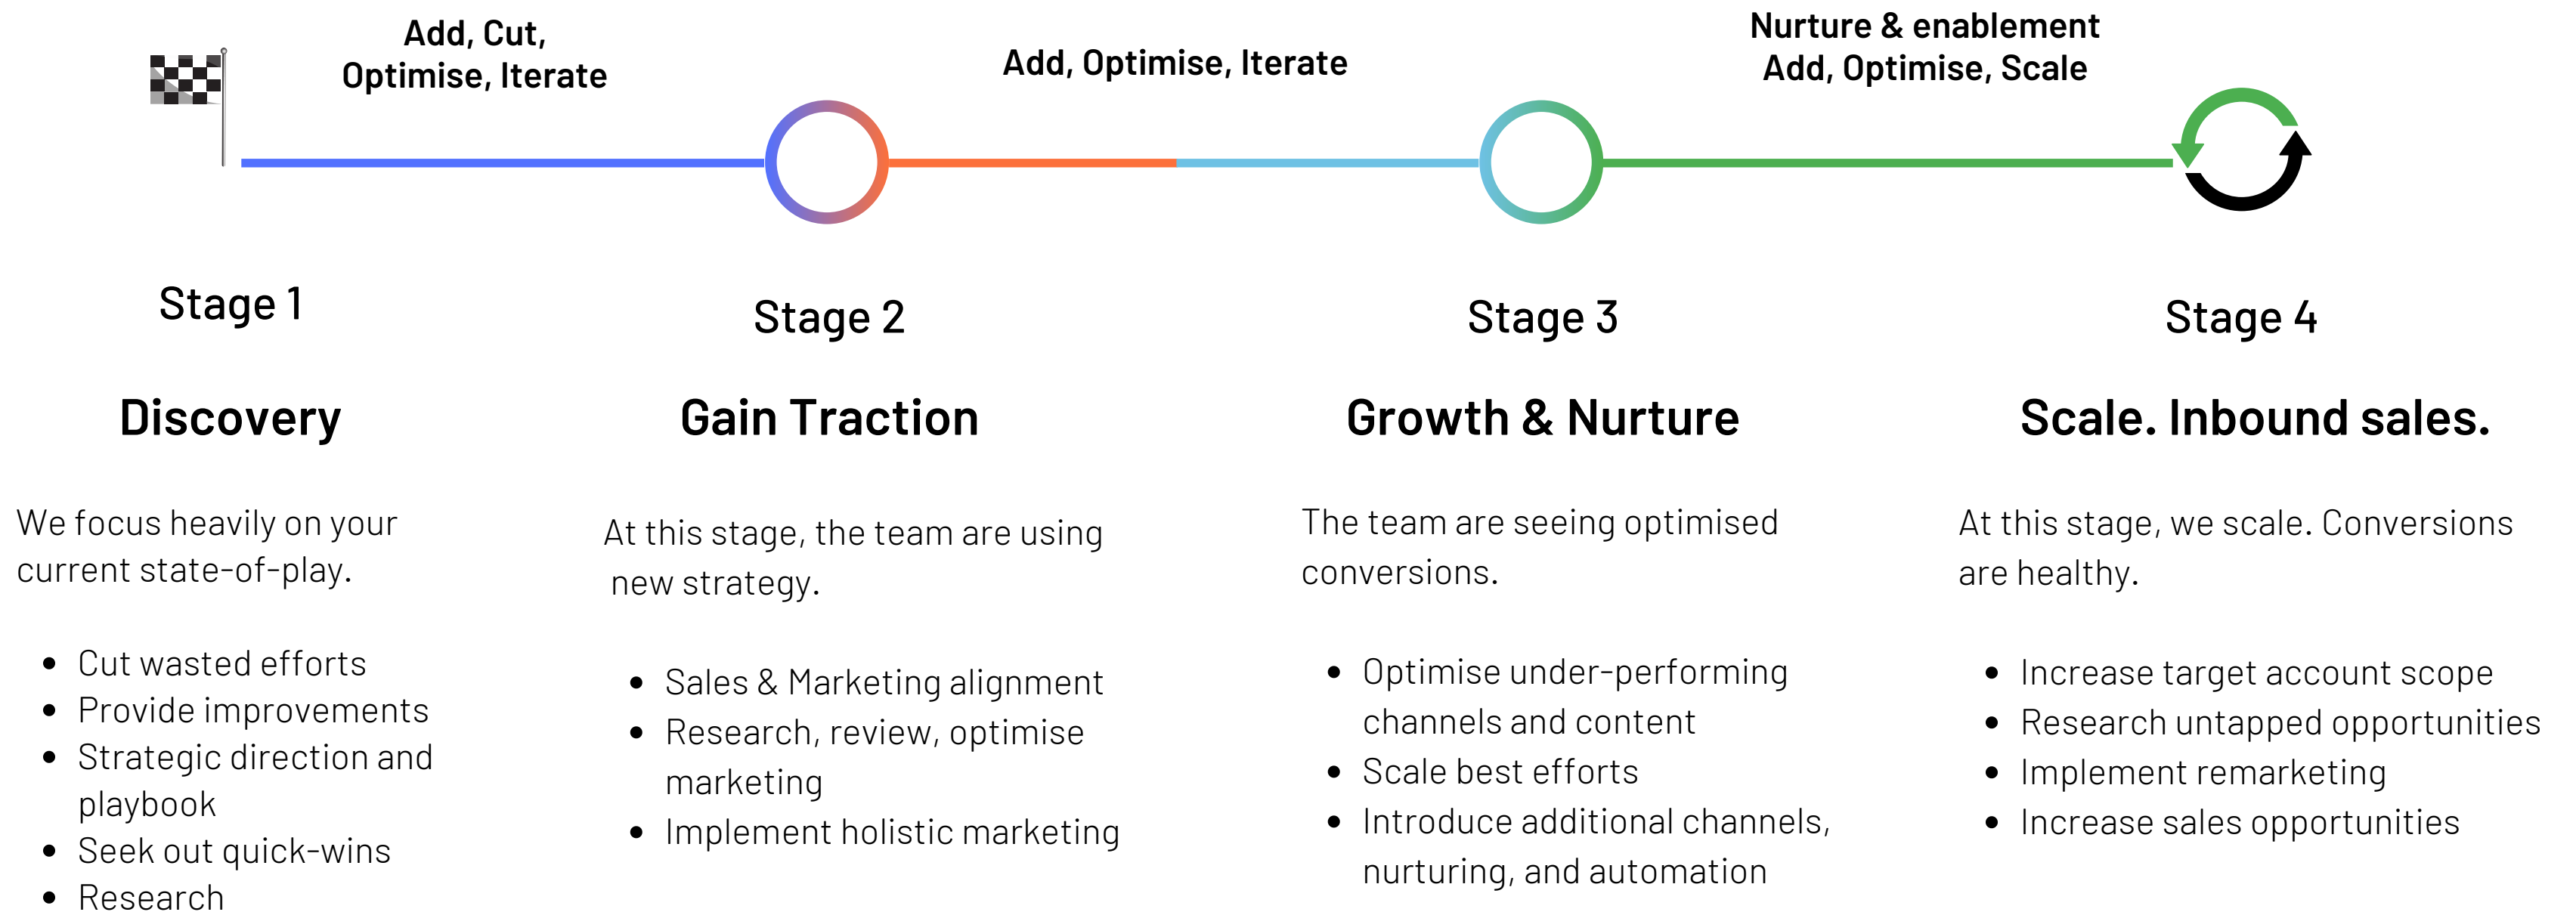 Add, Cut,
Optimise, Iterate
Add, Optimise, Iterate
Nurture & enablement
Add, Optimise, Scale
Stage 1
Discovery
We focus heavily on your
current state-of-play.
• Cut wasted efforts
• Provide improvements
• Strategic direction and
playbook
• Seek out quick-wins
• Research
Stage 2
Gain Traction
At this stage, the team are using
new strategy.
• Sales & Marketing alignment
• Research, review, optimise
marketing
• Implement holistic marketing
Stage 3
Growth & Nurture
The team are seeing optimised
conversions.
• Optimise under-performing
channels and content
• Scale best efforts
• Introduce additional channels,
nurturing, and automation
Stage 4
Scale. Inbound sales.
At this stage, we scale. Conversions
are healthy.
• Increase target account scope
• Research untapped opportunities
• Implement remarketing
• Increase sales opportunities